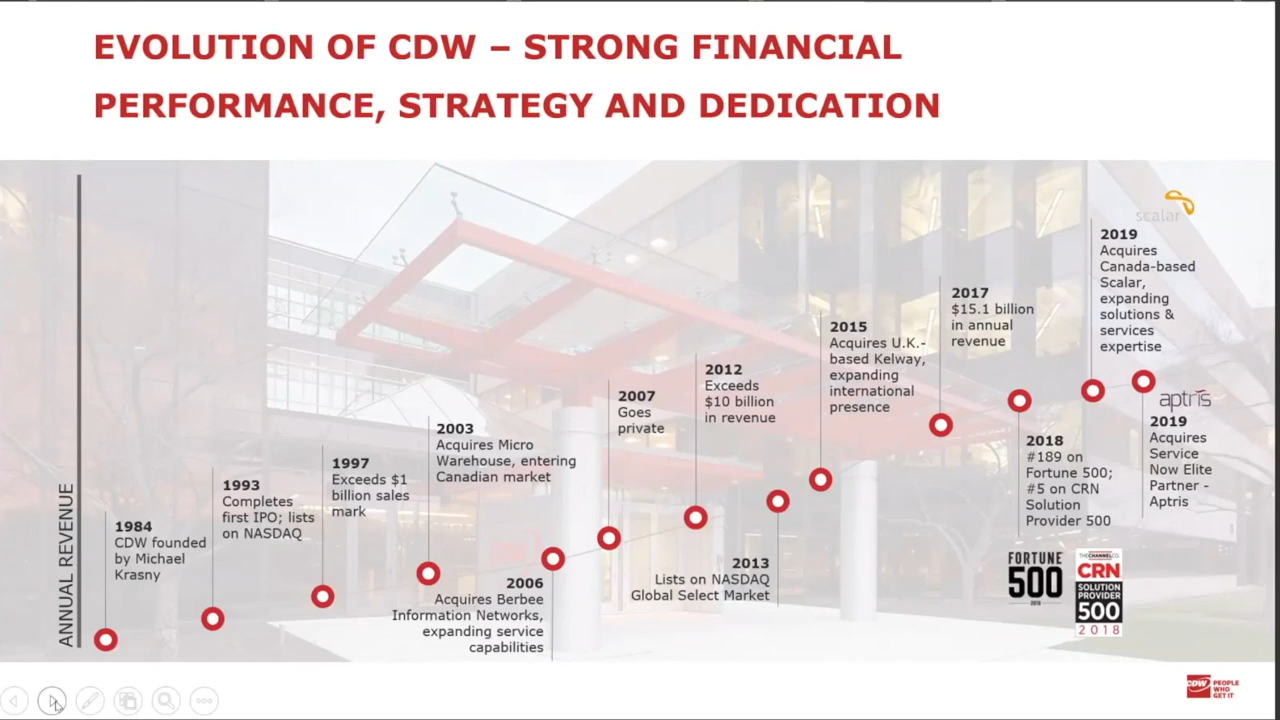 EVOLUTION OF CDW – STRONG FINANCIAL
PERFORMANCE, STRATEGY AND DEDICATION
ANNUAL REVENUE
1984
CDW founded
by Michael
Krasny
1993
Completes
first IPO; lists
on NASDAQ
1997
Exceeds $1
billion sales
mark
2003
Acquires Micro
Warehouse, entering
Canadian market
2006
Acquires Berbee
Information Networks,
expanding service
capabilities
2007
Goes
private
2012
Exceeds
$10 billion
in revenue
2013
Lists on NASDAQ
Global Select Market
2015
Acquires U.K.-
based Kelway,
expanding
international
presence
2017
$15.1 billion
in annual
revenue
2018
#189 on
Fortune 500;
#5 on CRN
Solution
Provider 500
FORTUNE
500
2018
THE CHANNEL CO.
CRN
SOLUTION
PROVIDER
500
2018
scalar
2019
Acquires
Canada-based
Scalar,
expanding
solutions &
services
expertise
aptris
2019
Acquires
Service
Now Elite
Partner -
Aptris
CDW
PEOPLE
WHO
GET IT